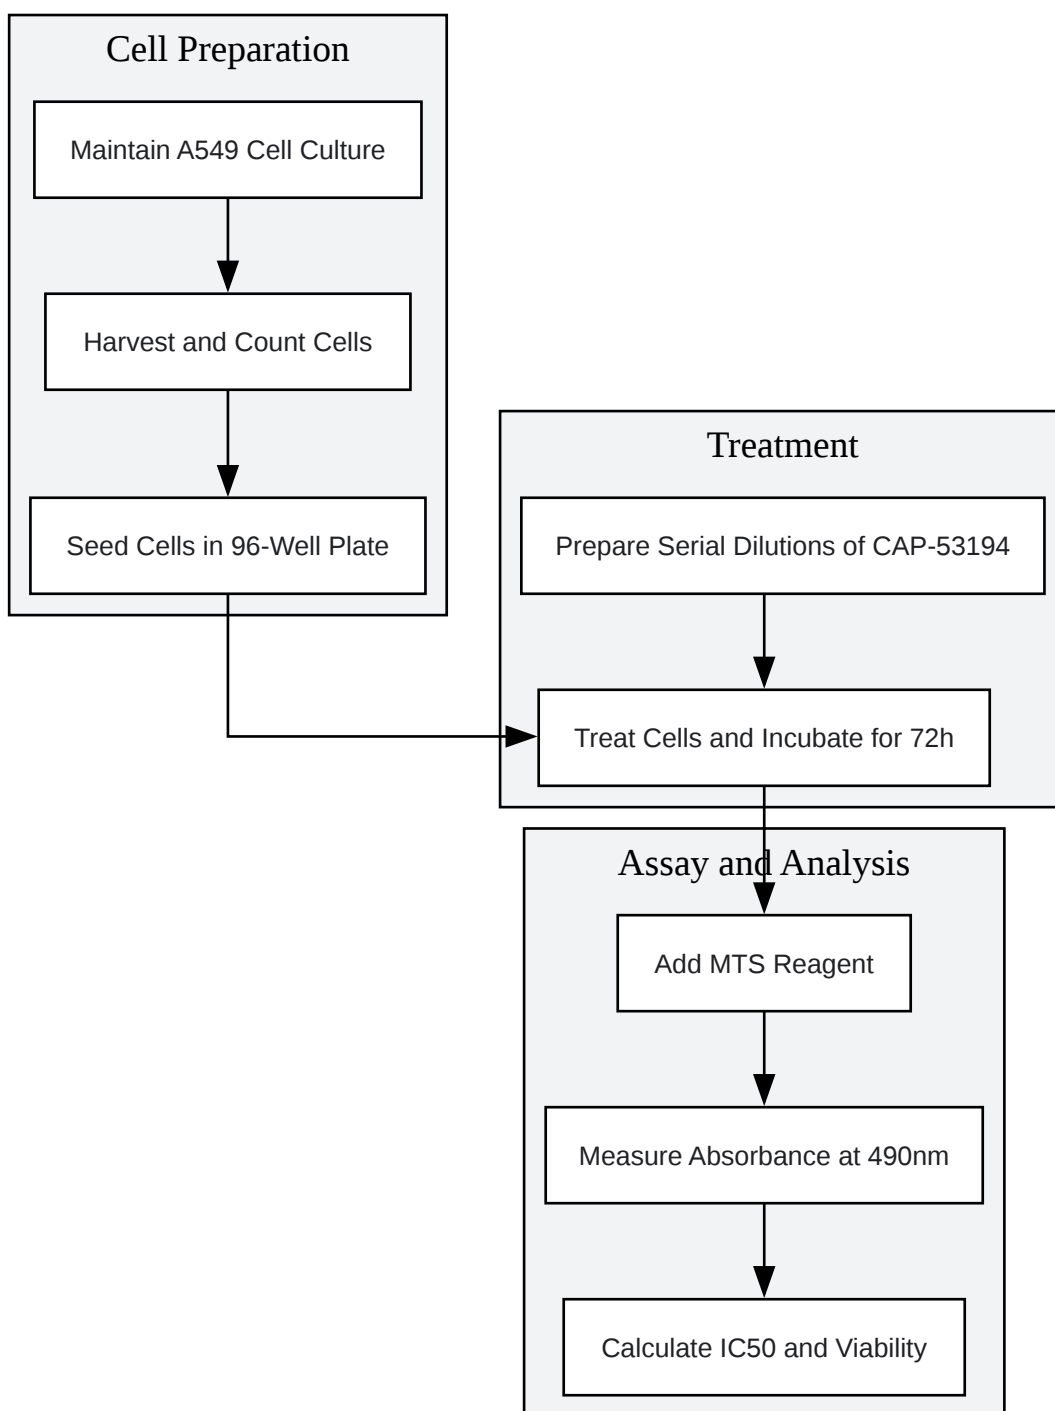 Cell Preparation
Maintain A549 Cell Culture
Harvest and Count Cells
Seed Cells in 96-Well Plate
Treatment
Prepare Serial Dilutions of CAP-53194
Treat Cells and Incubate for 72h
Assay and Analysis
Add MTS Reagent
Measure Absorbance at 490nm
Calculate IC50 and Viability